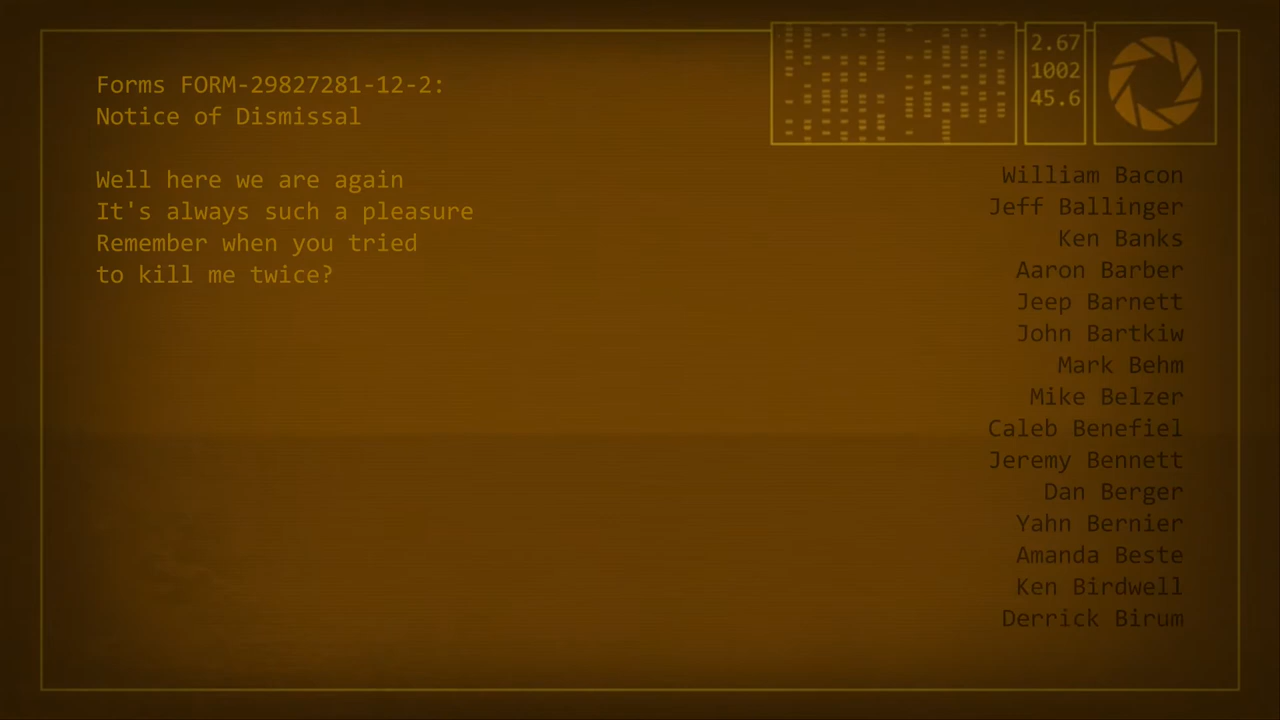 Forms FORM-29827281-12-2:
Notice of Dismissal
Well here we are again
It's always such a pleasure
Remember when you tried
to kill me twice?
2.67
1002
45.6
William Bacon
Jeff Ballinger
Ken Banks
Aaron Barber
Jeep Barnett
John Bartkiw
Mark Behm
Mike Belzer
Caleb Benefiel
Jeremy Bennett
Dan Berger
Yahn Bernier
Amanda Beste
Ken Birdwell
Derrick Birum